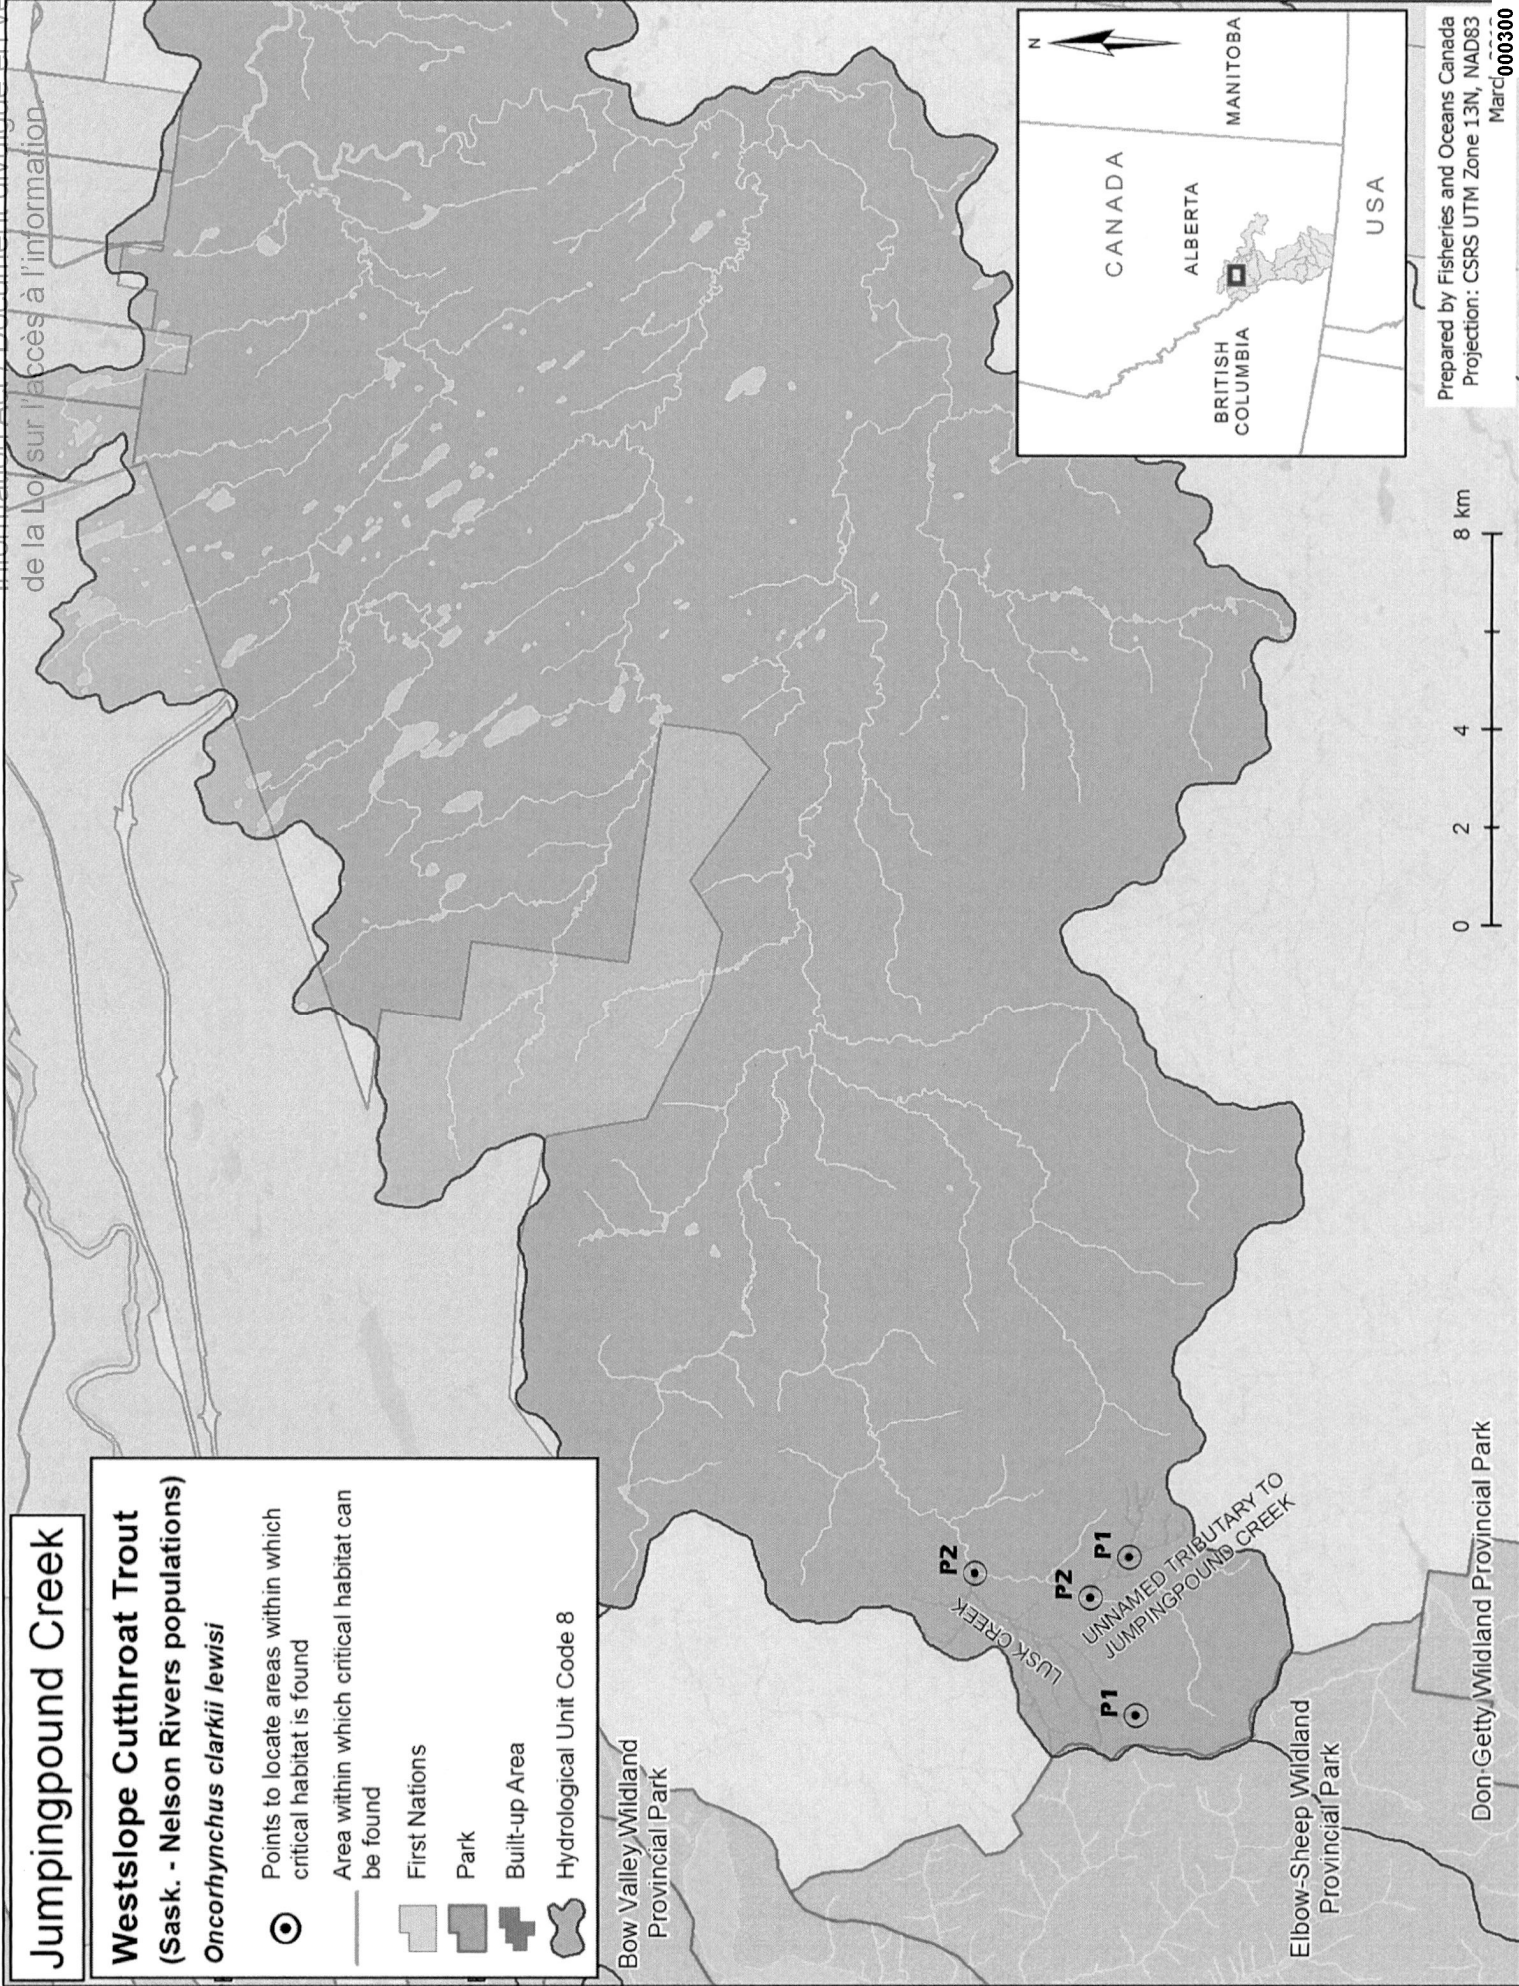 Jumpingpound Creek
Westslope Cutthroat Trout
(Sask. - Nelson Rivers populations)
Oncorhynchus clarkii lewisi
Points to locate areas within which
critical habitat is found
Area within which critical habitat can
be found
First Nations
Park
Built-up Area
Hydrological Unit Code 8
de la Loi sur l'accès à l'information.
Bow Valley Wildland
Provincial Park
Elbow-Sheep Wildland
Provincial Park
Don Getty Wildland Provincial Park
P2
LUSK CREEK
P2
P1
P1
UNNAMED TRIBUTARY TO
JUMPINGPOUND CREEK
0 2 4 8 km
N
CANADA
ALBERTA
MANITOBA
BRITISH
COLUMBIA
USA
Prepared by Fisheries and Oceans Canada
Projection: CSRS UTM Zone 13N, NAD83
000300